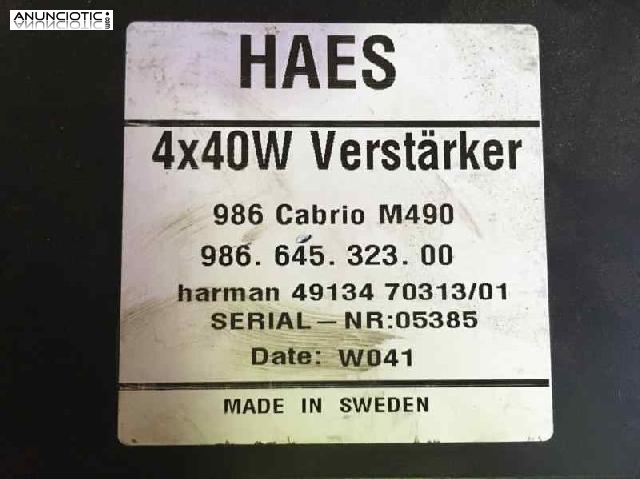 ANUNCIOTIC.es
HAES
4x40W Verstärker
986 Cabrio M490
986. 645. 323. 00
harman 49134 70313/01
SERIAL – NR:05385
Date: W041
MADE IN SWEDEN